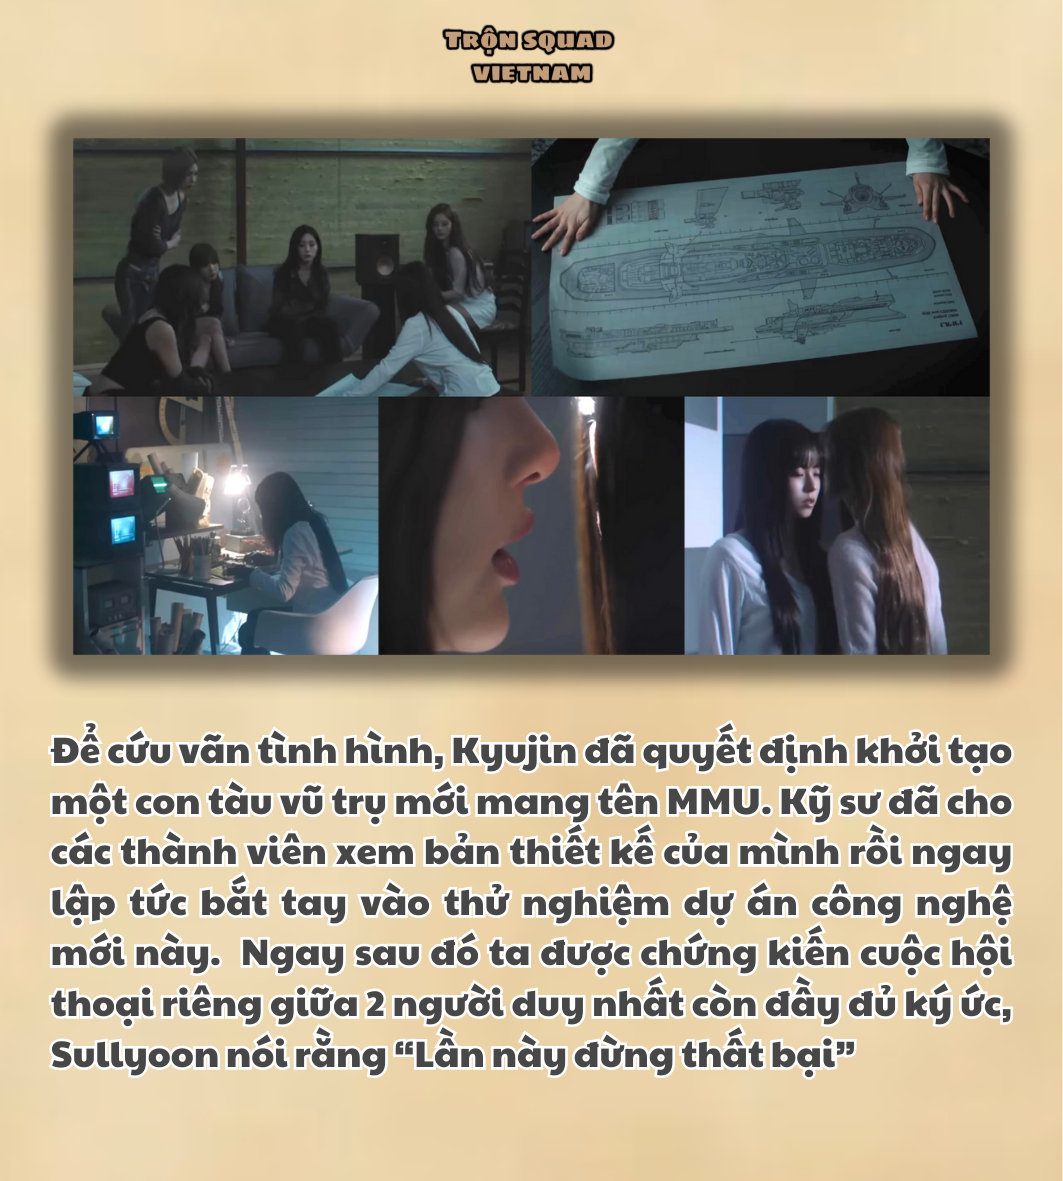 TRỘN SQUAD
VIETNAM
Để cứu vãn tình hình, Kyujin đã quyết định khởi tạo
một con tàu vũ trụ mới mang tên MMU. Kỹ sư đã cho
các thành viên xem bản thiết kế của mình rồi ngay
lập tức bắt tay vào thử nghiệm dự án công nghệ
mới này. Ngay sau đó ta được chứng kiến cuộc hội
thoại riêng giữa 2 người duy nhất còn đầy đủ ký ức,
Sullyoon nói rằng “Lần này đừng thất bại”